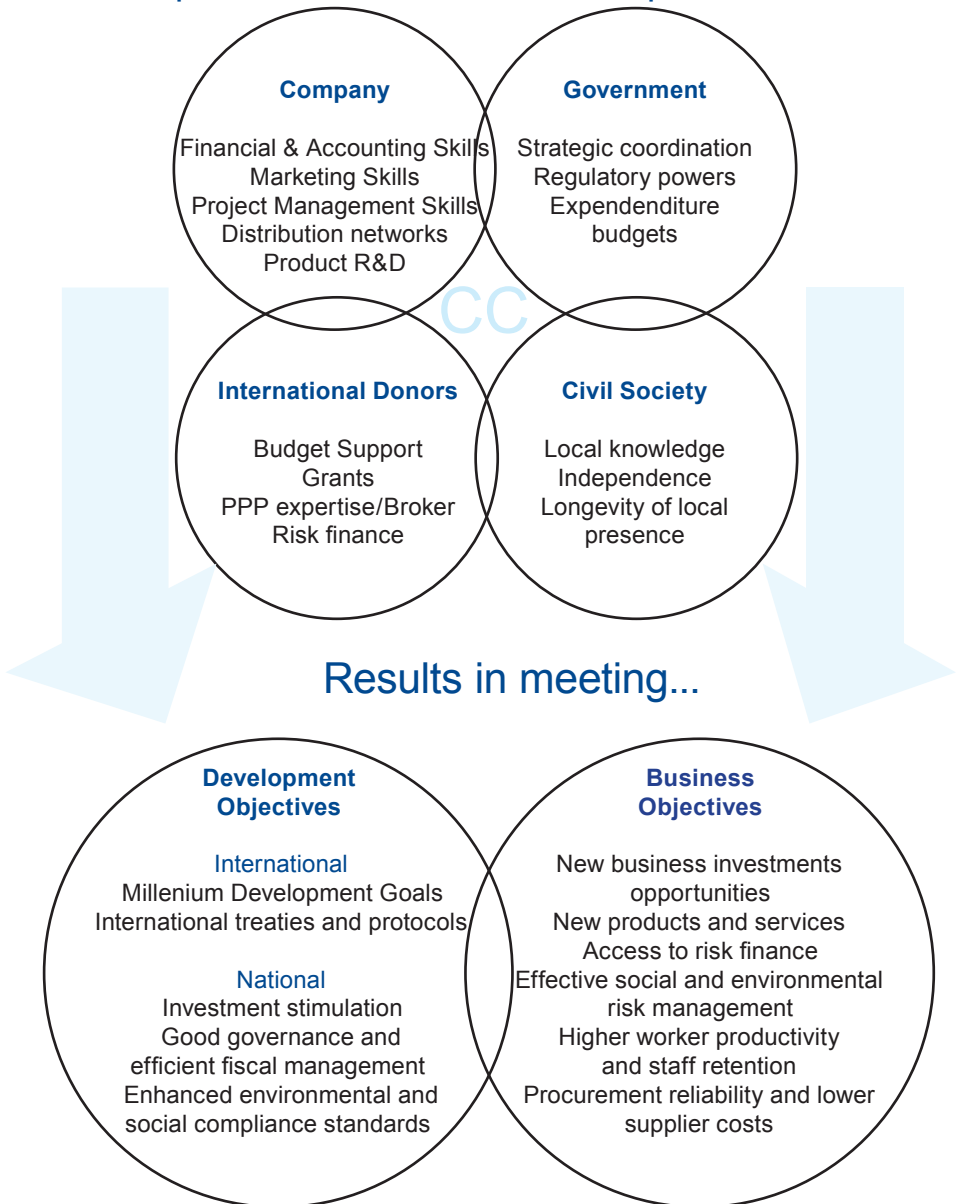 Company
Financial & Accounting Skills
Marketing Skills
Project Management Skills
Distribution networks
Product R&D
Government
Strategic coordination
Regulatory powers
Expendenditure
budgets
CC
International Donors
Budget Support
Grants
PPP expertise/Broker
Risk finance
Civil Society
Local knowledge
Independence
Longevity of local
presence
Results in meeting...
Development
Objectives
International
Millenium Development Goals
International treaties and protocols
National
Investment stimulation
Good governance and
efficient fiscal management
Enhanced environmental and
social compliance standards
Business
Objectives
New business investments
opportunities
New products and services
Access to risk finance
Effective social and environmental
risk management
Higher worker productivity
and staff retention
Procurement reliability and lower
supplier costs